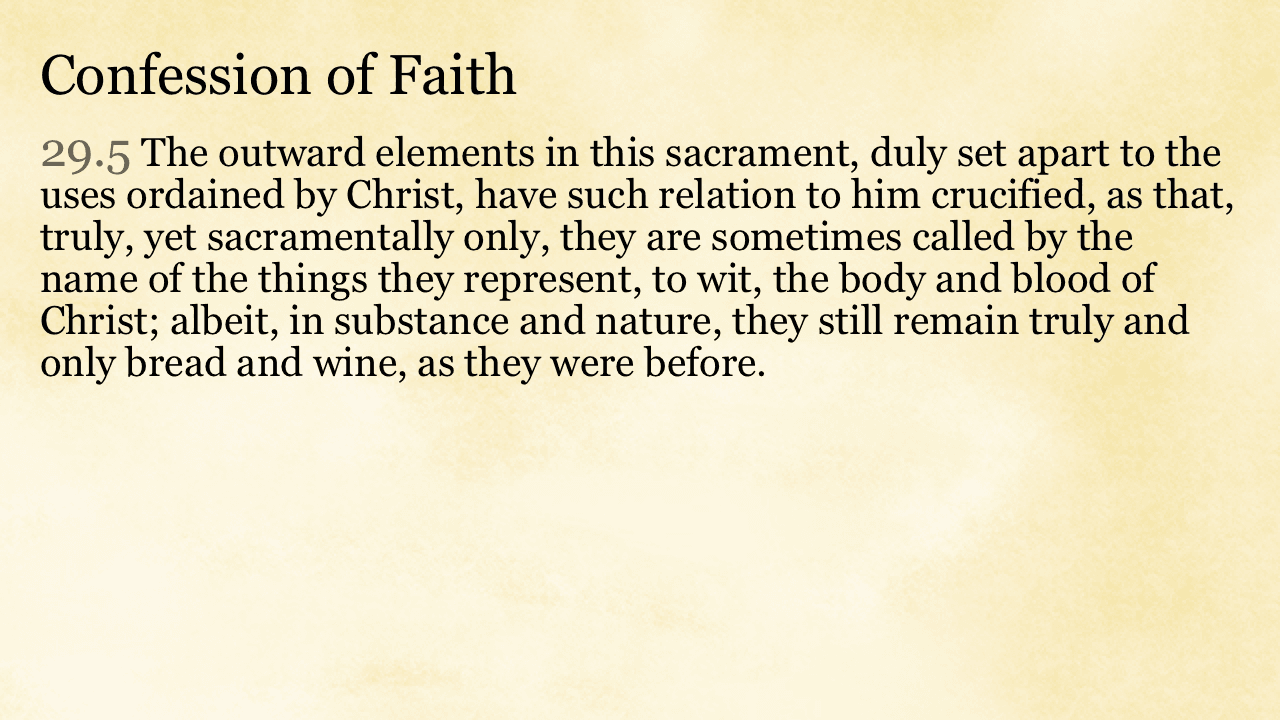 Confession of Faith
29.5 The outward elements in this sacrament, duly set apart to the
uses ordained by Christ, have such relation to him crucified, as that,
truly, yet sacramentally only, they are sometimes called by the
name of the things they represent, to wit, the body and blood of
Christ; albeit, in substance and nature, they still remain truly and
only bread and wine, as they were before.